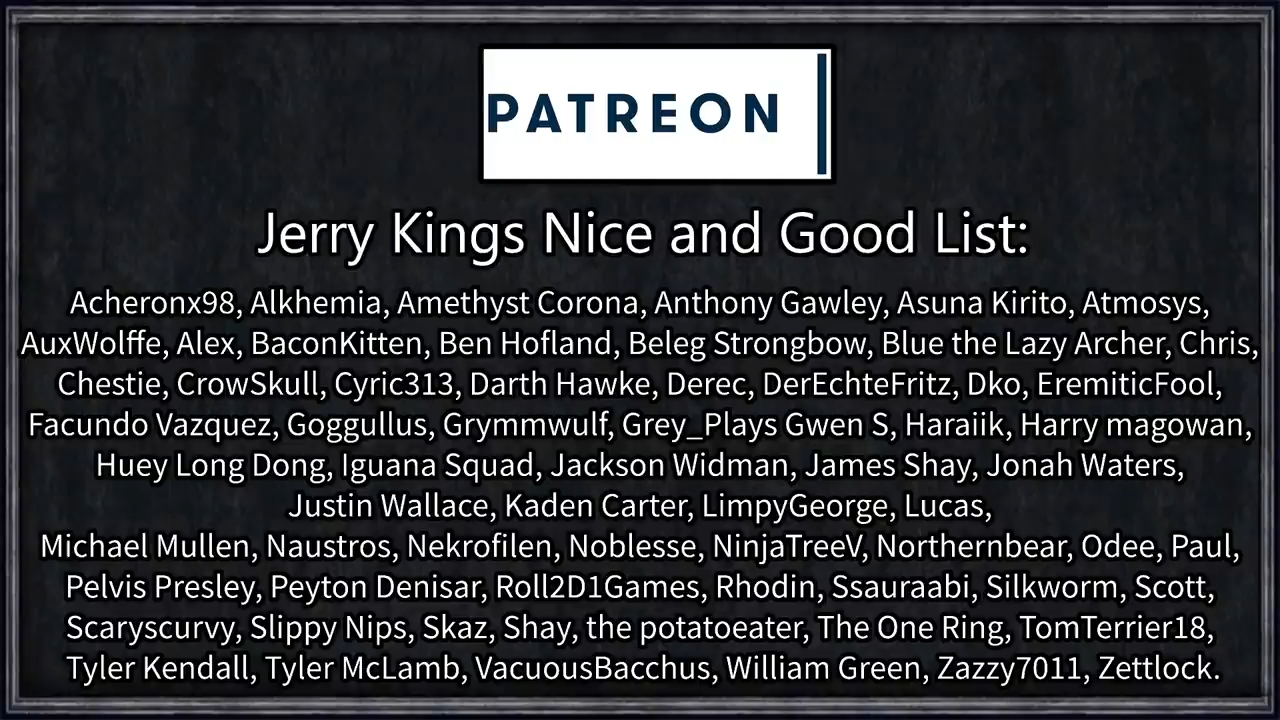 PATREON
Jerry Kings Nice and Good List:
Acheronx98, Alkhemia, Amethyst Corona, Anthony Gawley, Asuna Kirito, Atmosys,
AuxWolffe, Alex, BaconKitten, Ben Hofland, Beleg Strongbow, Blue the Lazy Archer, Chris,
Chestie, CrowSkull, Cyric313, Darth Hawke, Derec, DerEchteFritz, Dko, EremiticFool,
Facundo Vazquez, Goggullus, Grymmwulf, Grey_Plays Gwen S, Haraiik, Harry magowan,
Huey Long Dong, Iguana Squad, Jackson Widman, James Shay, Jonah Waters,
Justin Wallace, Kaden Carter, LimpyGeorge, Lucas,
Michael Mullen, Naustros, Nekrofilen, Noblesse, NinjaTreeV, Northernbear, Odee, Paul,
Pelvis Presley, Peyton Denisar, Roll2D1Games, Rhodin, Ssauraabi, Silkworm, Scott,
Scaryscurvy, Slippy Nips, Skaz, Shay, the potatoeater, The One Ring, TomTerrier18,
Tyler Kendall, Tyler McLamb, VacuousBacchus, William Green, Zazzy7011, Zettlock.